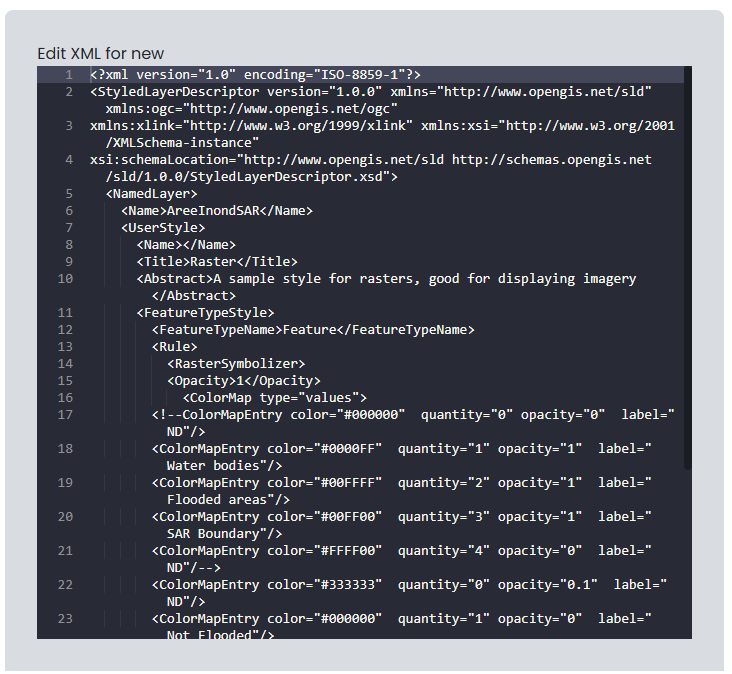 Edit XML for new
1 <?xml version="1.0" encoding="ISO-8859-1"?>
2 <StyledLayerDescriptor version="1.0.0" xmlns="http://www.opengis.net/sld"
xmlns:ogc="http://www.opengis.net/ogc"
3 xmlns:xlink="http://www.w3.org/1999/xlink" xmlns:xsi="http://www.w3.org/2001
/XMLSchema-instance"
4 xsi:schemaLocation="http://www.opengis.net/sld http://schemas.opengis.net
/sld/1.0.0/StyledLayerDescriptor.xsd">
5 <NamedLayer>
6 <Name>AreeInondSAR</Name>
7 <UserStyle>
8 <Name></Name>
9 <Title>Raster</Title>
10 <Abstract>A sample style for rasters, good for displaying imagery
</Abstract>
11 <FeatureTypeStyle>
12 <FeatureTypeName>Feature</FeatureTypeName>
13 <Rule>
14 <RasterSymbolizer>
15 <Opacity>1</Opacity>
16 <ColorMap type="values">
17 <!--ColorMapEntry color="#000000"  quantity="0" opacity="0"  label="
ND"/>
18 <ColorMapEntry color="#0000FF"  quantity="1" opacity="1"  label="
Water bodies"/>
19 <ColorMapEntry color="#00FFFF"  quantity="2" opacity="1"  label="
Flooded areas"/>
20 <ColorMapEntry color="#00FF00"  quantity="3" opacity="1"  label="
SAR Boundary"/>
21 <ColorMapEntry color="#FFFF00"  quantity="4" opacity="0"  label="
ND"/-->
22 <ColorMapEntry color="#333333"  quantity="0" opacity="0.1"  label="
ND"/>
23 <ColorMapEntry color="#000000"  quantity="1" opacity="0"  label="
Not Flooded"/>